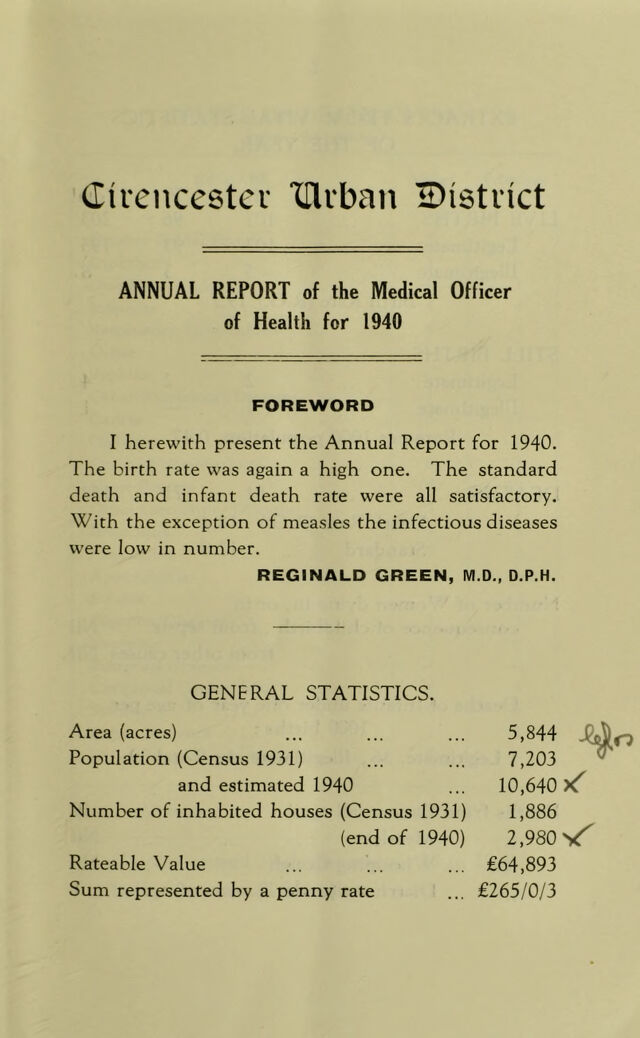 Cirencester Urban District
ANNUAL REPORT of the Medical Officer
of Health for 1940
FOREWORD
I herewith present the Annual Report for 1940.
The birth rate was again a high one. The standard
death and infant death rate were all satisfactory.
With the exception of measles the infectious diseases
were low in number.
REGINALD GREEN, M.D., D.P.H.
GENERAL STATISTICS.
Area (acres) ... ... ... 5,844
Population (Census 1931) ... ... 7,203
and estimated 1940 ... 10,640
Number of inhabited houses (Census 1931) 1,886
(end of 1940) 2,980
Rateable Value ... ... ... £64,893
Sum represented by a penny rate ... £265/0/3